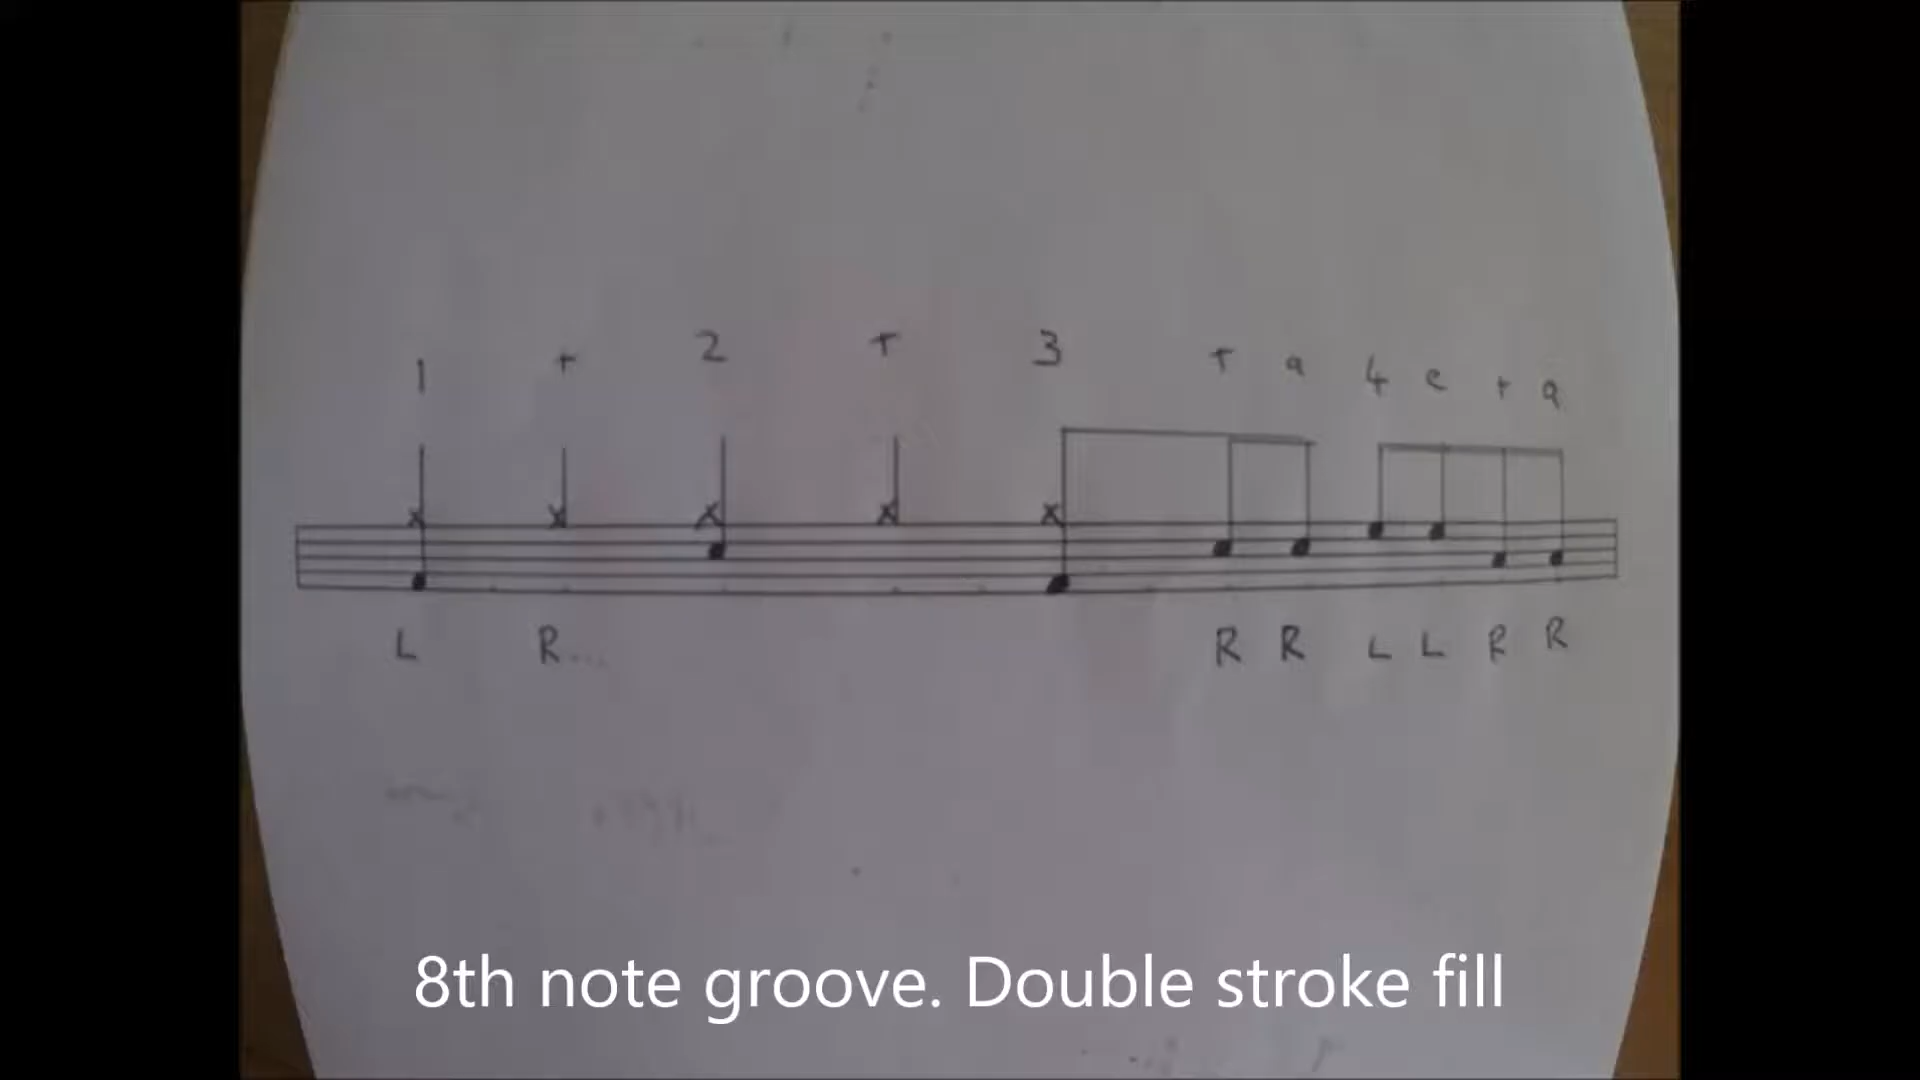 1 + 2 + 3 + a 4 e + a
L R... R R L L R R
8th note groove. Double stroke fill